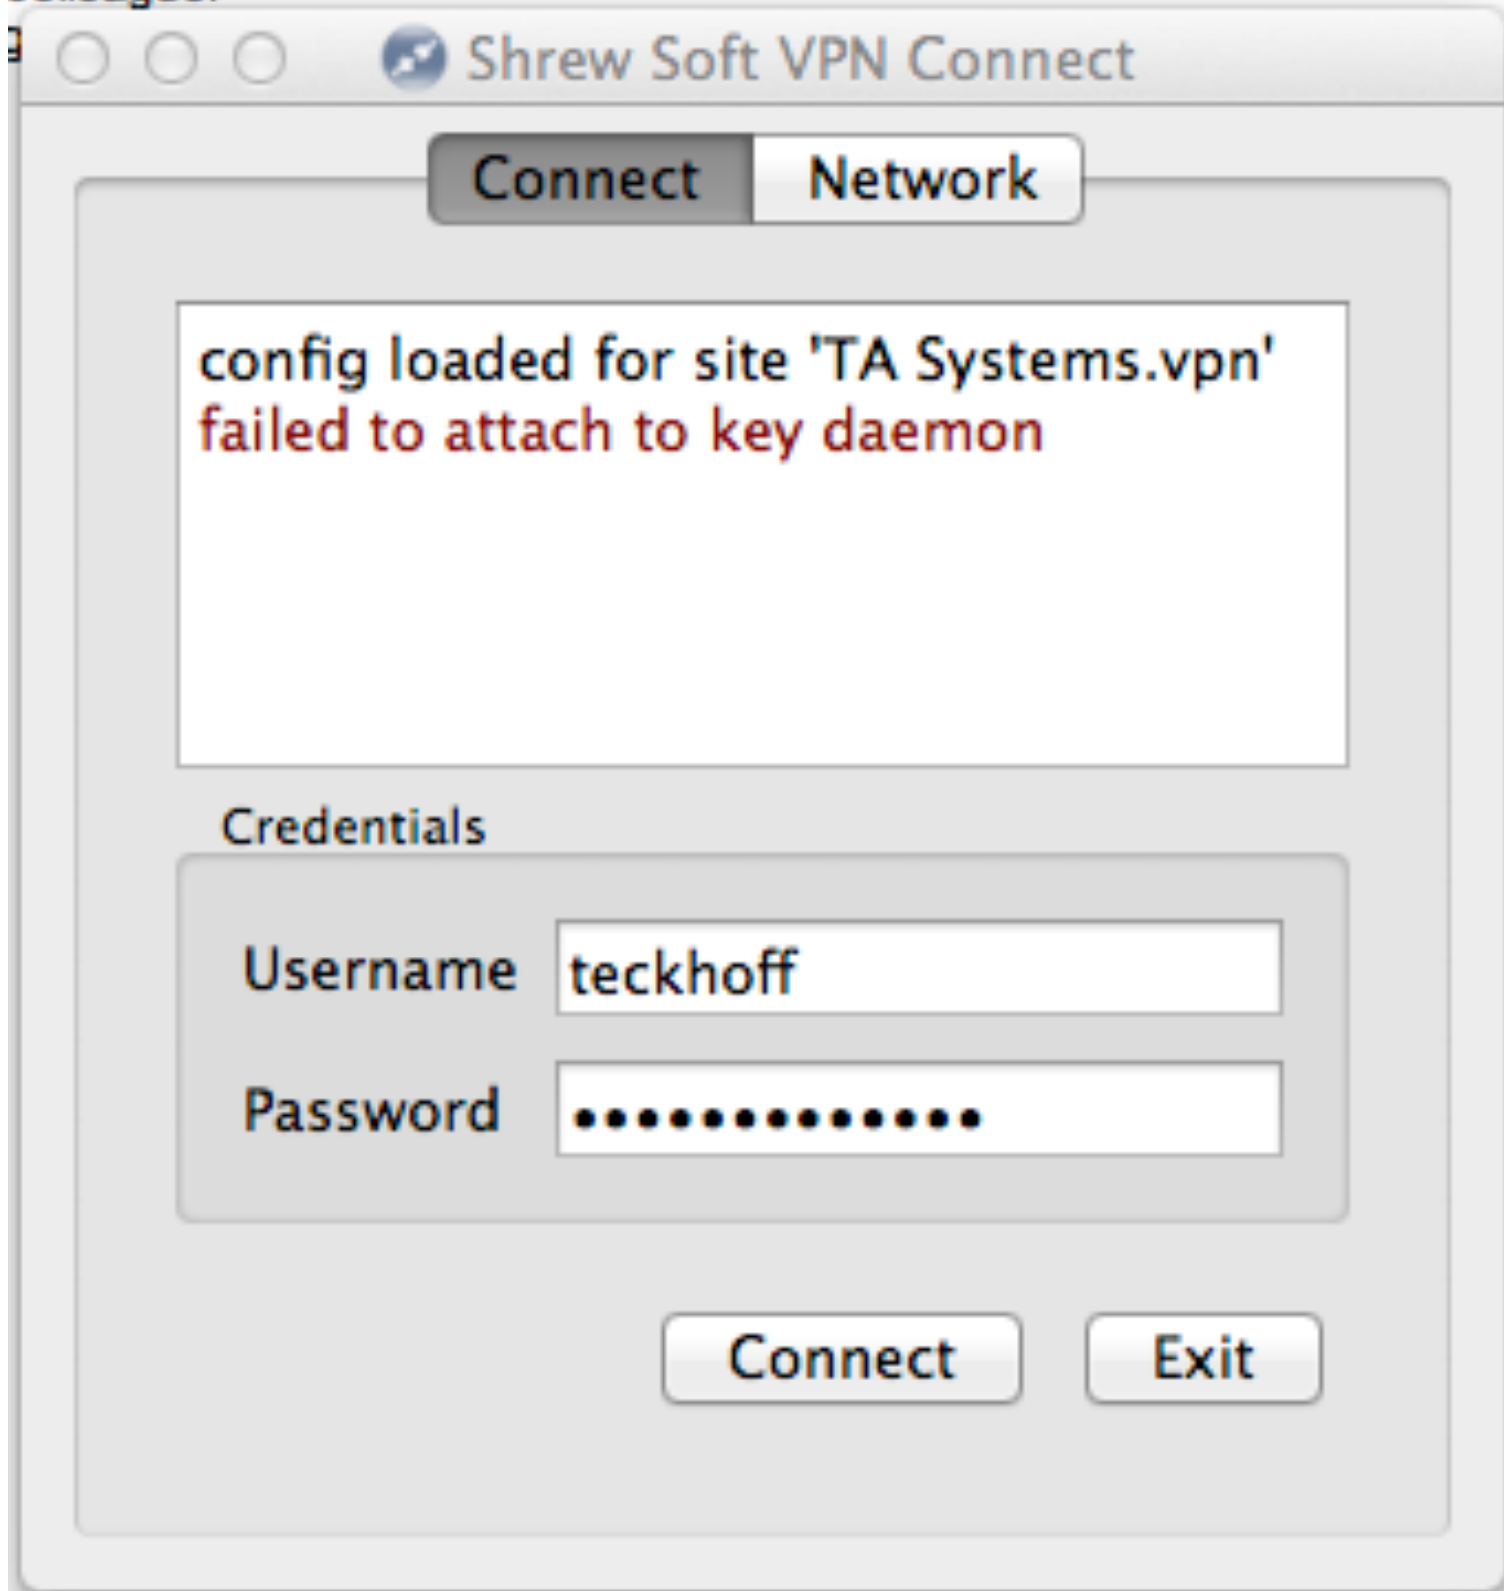 Shrew Soft VPN Connect
Connect Network
config loaded for site 'TA Systems.vpn'
failed to attach to key daemon
Credentials
Username teckhoff
Password •••••••••••••
Connect Exit